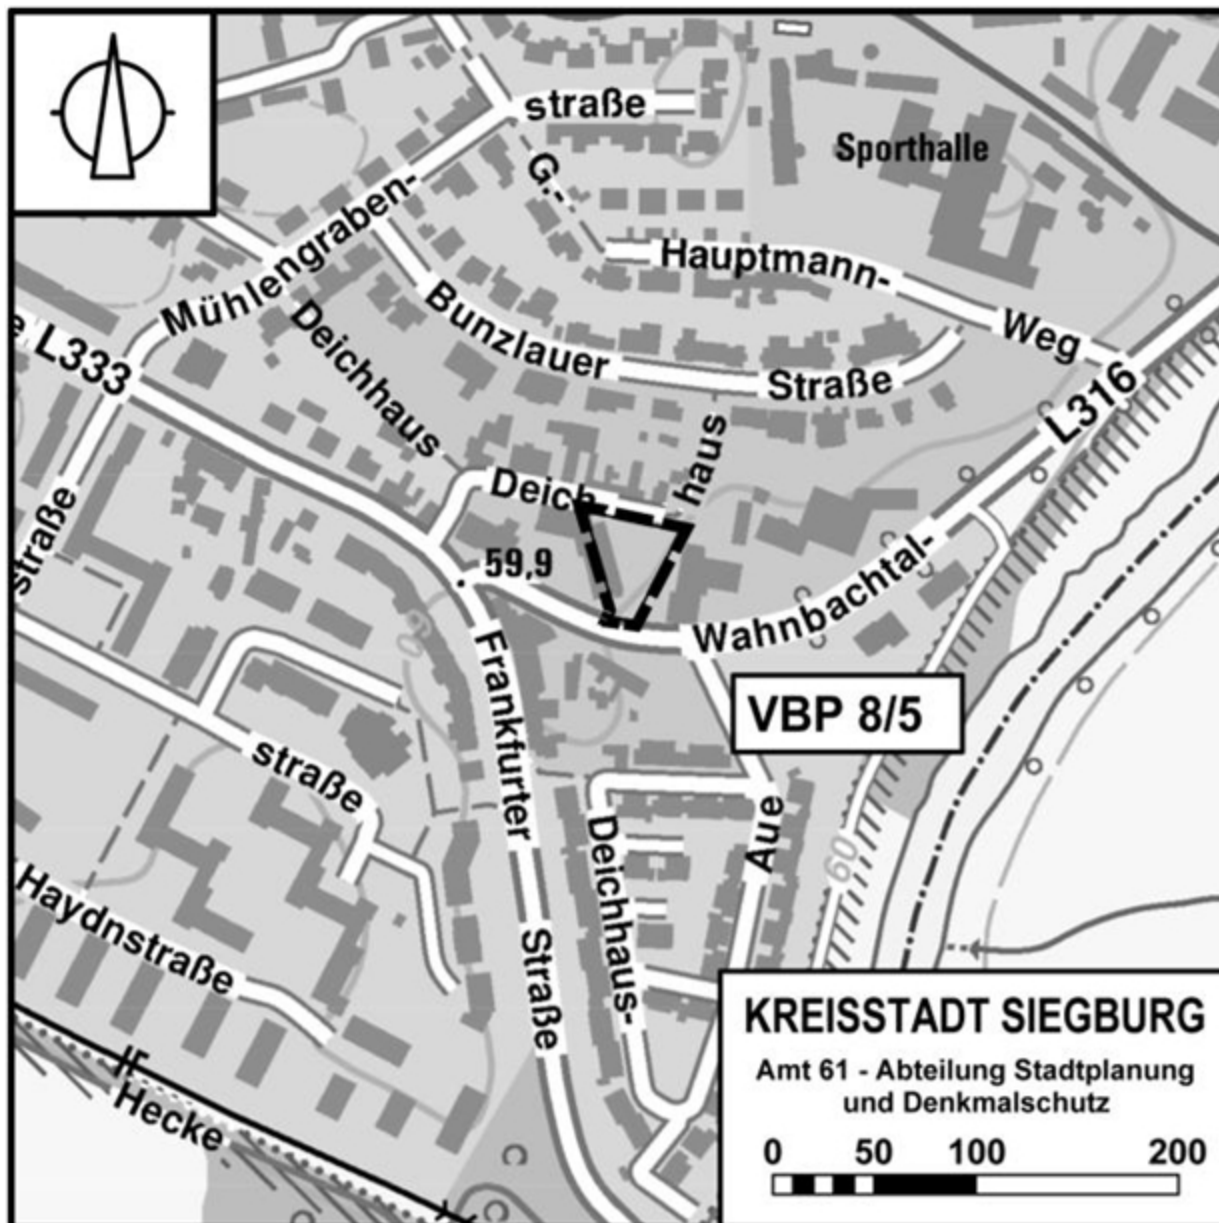 straße
Sporthalle
G.-
Mühlengraben-
Hauptmann-
Weg
Deichhaus
Bunzlauer
Straße
e L333
L316
haus
Deich
straße
59,9
Wahnbachtal-
60
Frankfurter
Straße
VBP 8/5
straße
Deichhaus-
Aue
60
Haydnstraße
Hecke
KREISSTADT SIEGBURG
Amt 61 - Abteilung Stadtplanung
und Denkmalschutz
0 50 100 200